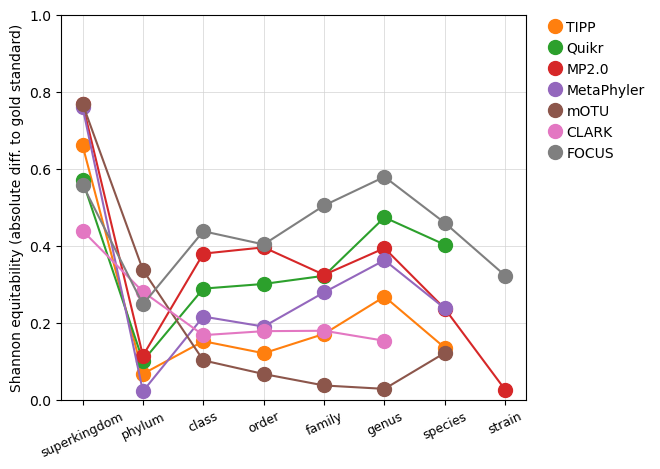 Shannon equitability (absolute diff. to gold standard)
1.0
0.8
0.6
0.4
0.2
0.0
superkingdom
phylum
class
order
family
genus
species
strain
TIPP
Quikr
MP2.0
MetaPhyler
mOTU
CLARK
FOCUS